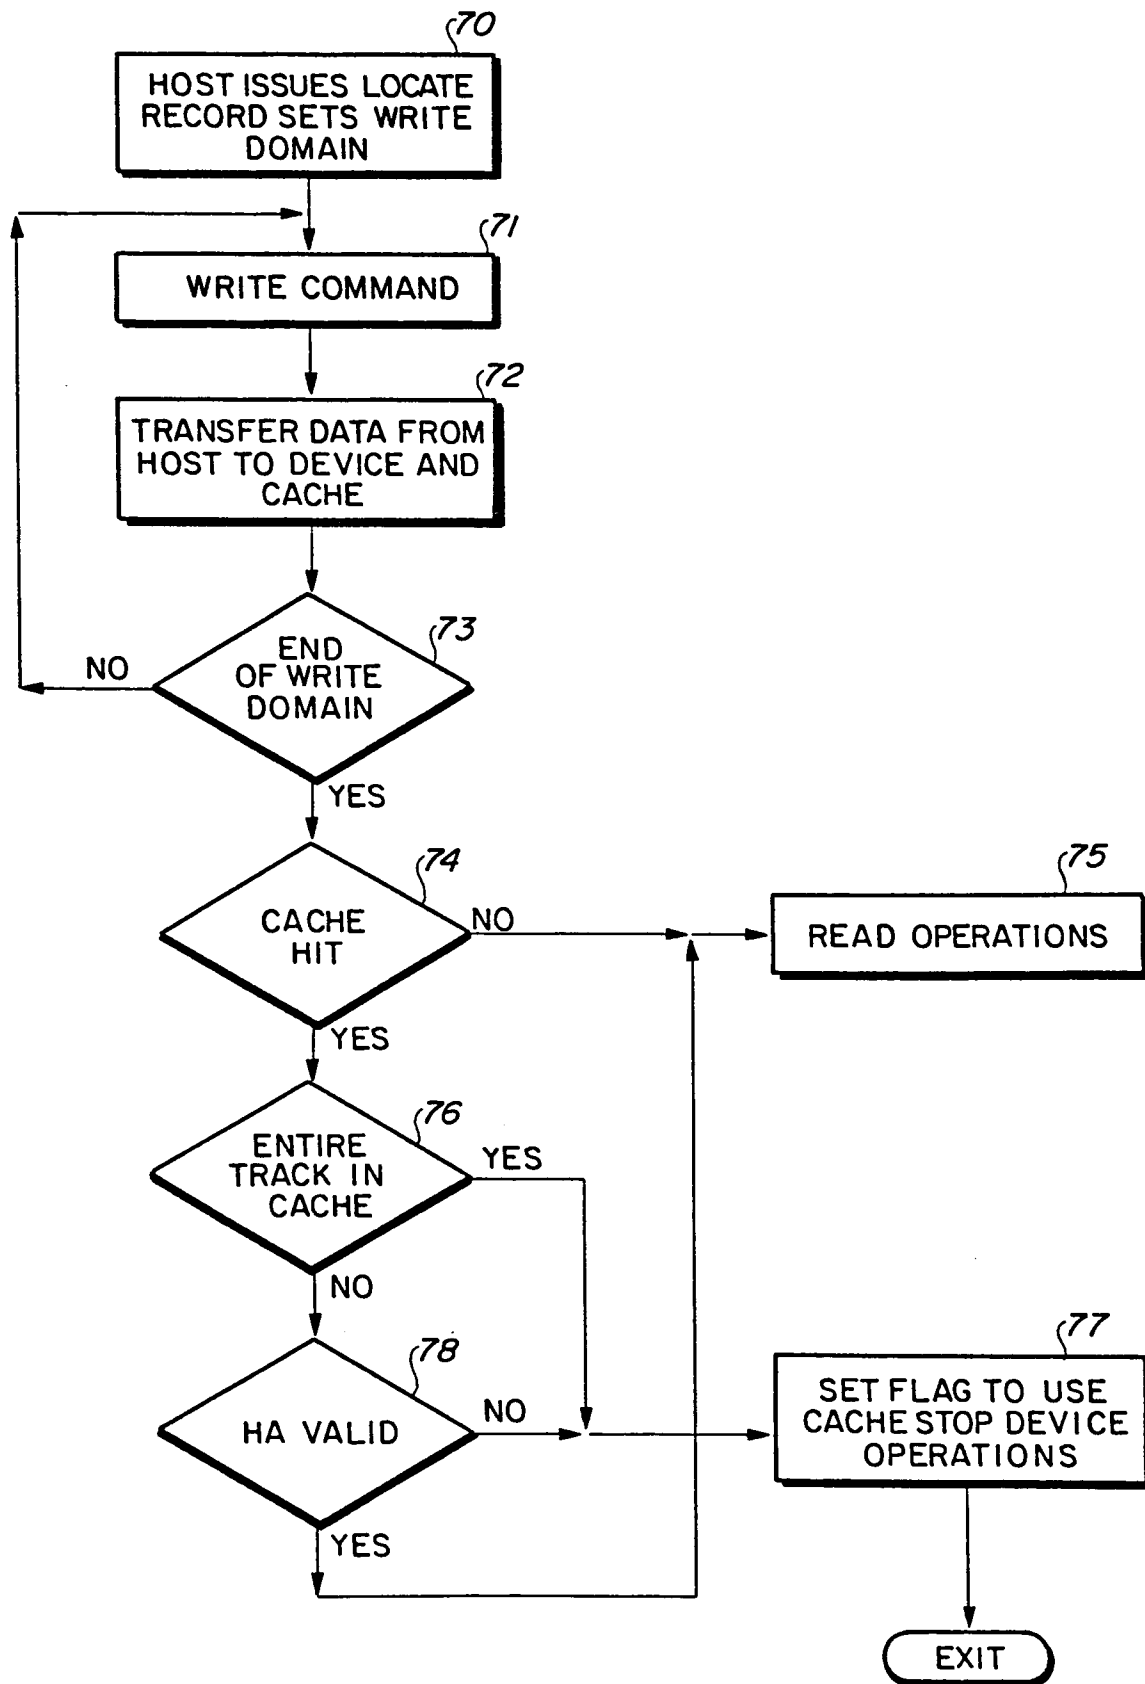 70
HOST ISSUES LOCATE
RECORD SETS WRITE
DOMAIN
71
WRITE COMMAND
72
TRANSFER DATA FROM
HOST TO DEVICE AND
CACHE
73
END
OF WRITE
DOMAIN
NO
YES
74
CACHE
HIT
NO
75
READ OPERATIONS
YES
76
ENTIRE
TRACK IN
CACHE
YES
NO
78
HA VALID
NO
77
SET FLAG TO USE
CACHE STOP DEVICE
OPERATIONS
YES
EXIT